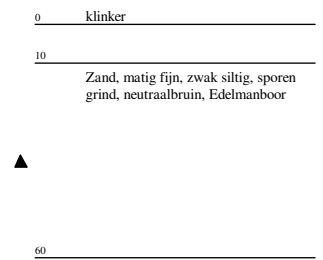 0 klinker
10
Zand, matig fijn, zwak siltig, sporen
grind, neutraalbruin, Edelmanboor
60